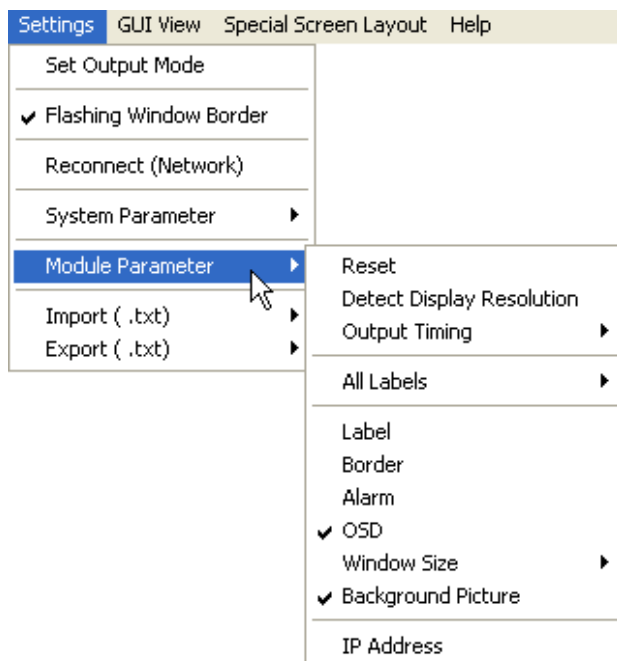 Settings GUI View Special Screen Layout Help
Set Output Mode
Flashing Window Border
Reconnect (Network)
System Parameter
Module Parameter
Import ( .txt)
Export ( .txt)
Reset
Detect Display Resolution
Output Timing
All Labels
Label
Border
Alarm
OSD
Window Size
Background Picture
IP Address